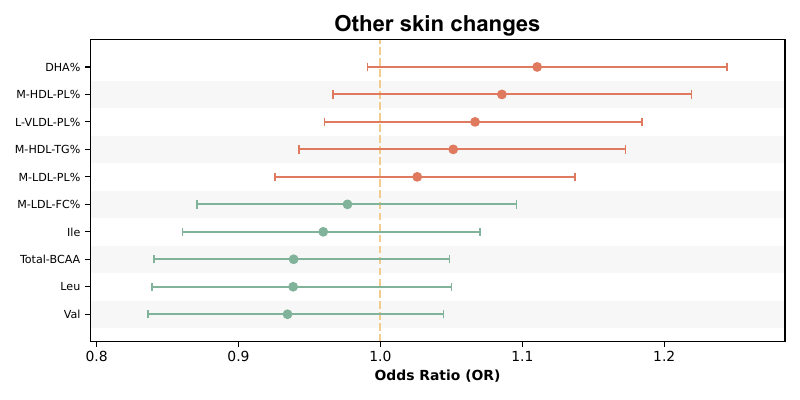 Other skin changes
DHA%
M-HDL-PL%
L-VLDL-PL%
M-HDL-TG%
M-LDL-PL%
M-LDL-FC%
Ile
Total-BCAA
Leu
Val
0.8 0.9 1.0 1.1 1.2
Odds Ratio (OR)